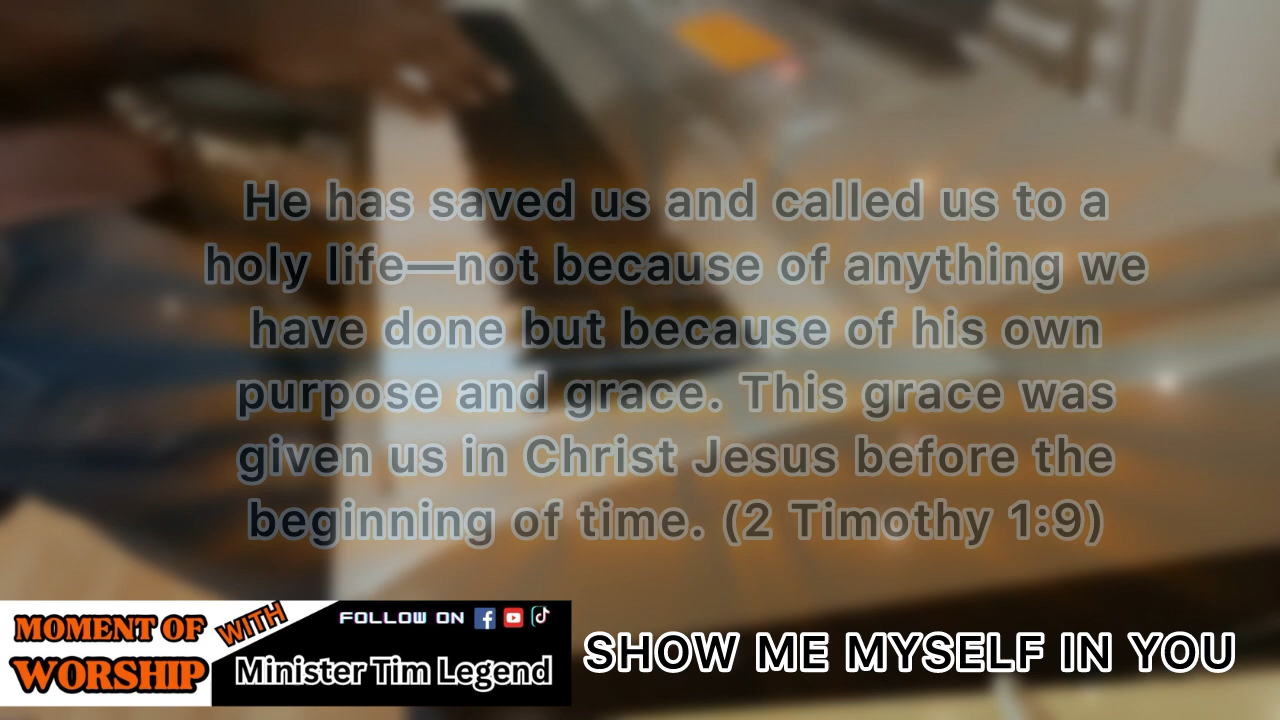 He has saved us and called us to a
holy life—not because of anything we
have done but because of his own
purpose and grace. This grace was
given us in Christ Jesus before the
beginning of time. (2 Timothy 1:9)
MOMENT OF
WORSHIP
WITH
FOLLOW ON
Minister Tim Legend
SHOW ME MYSELF IN YOU